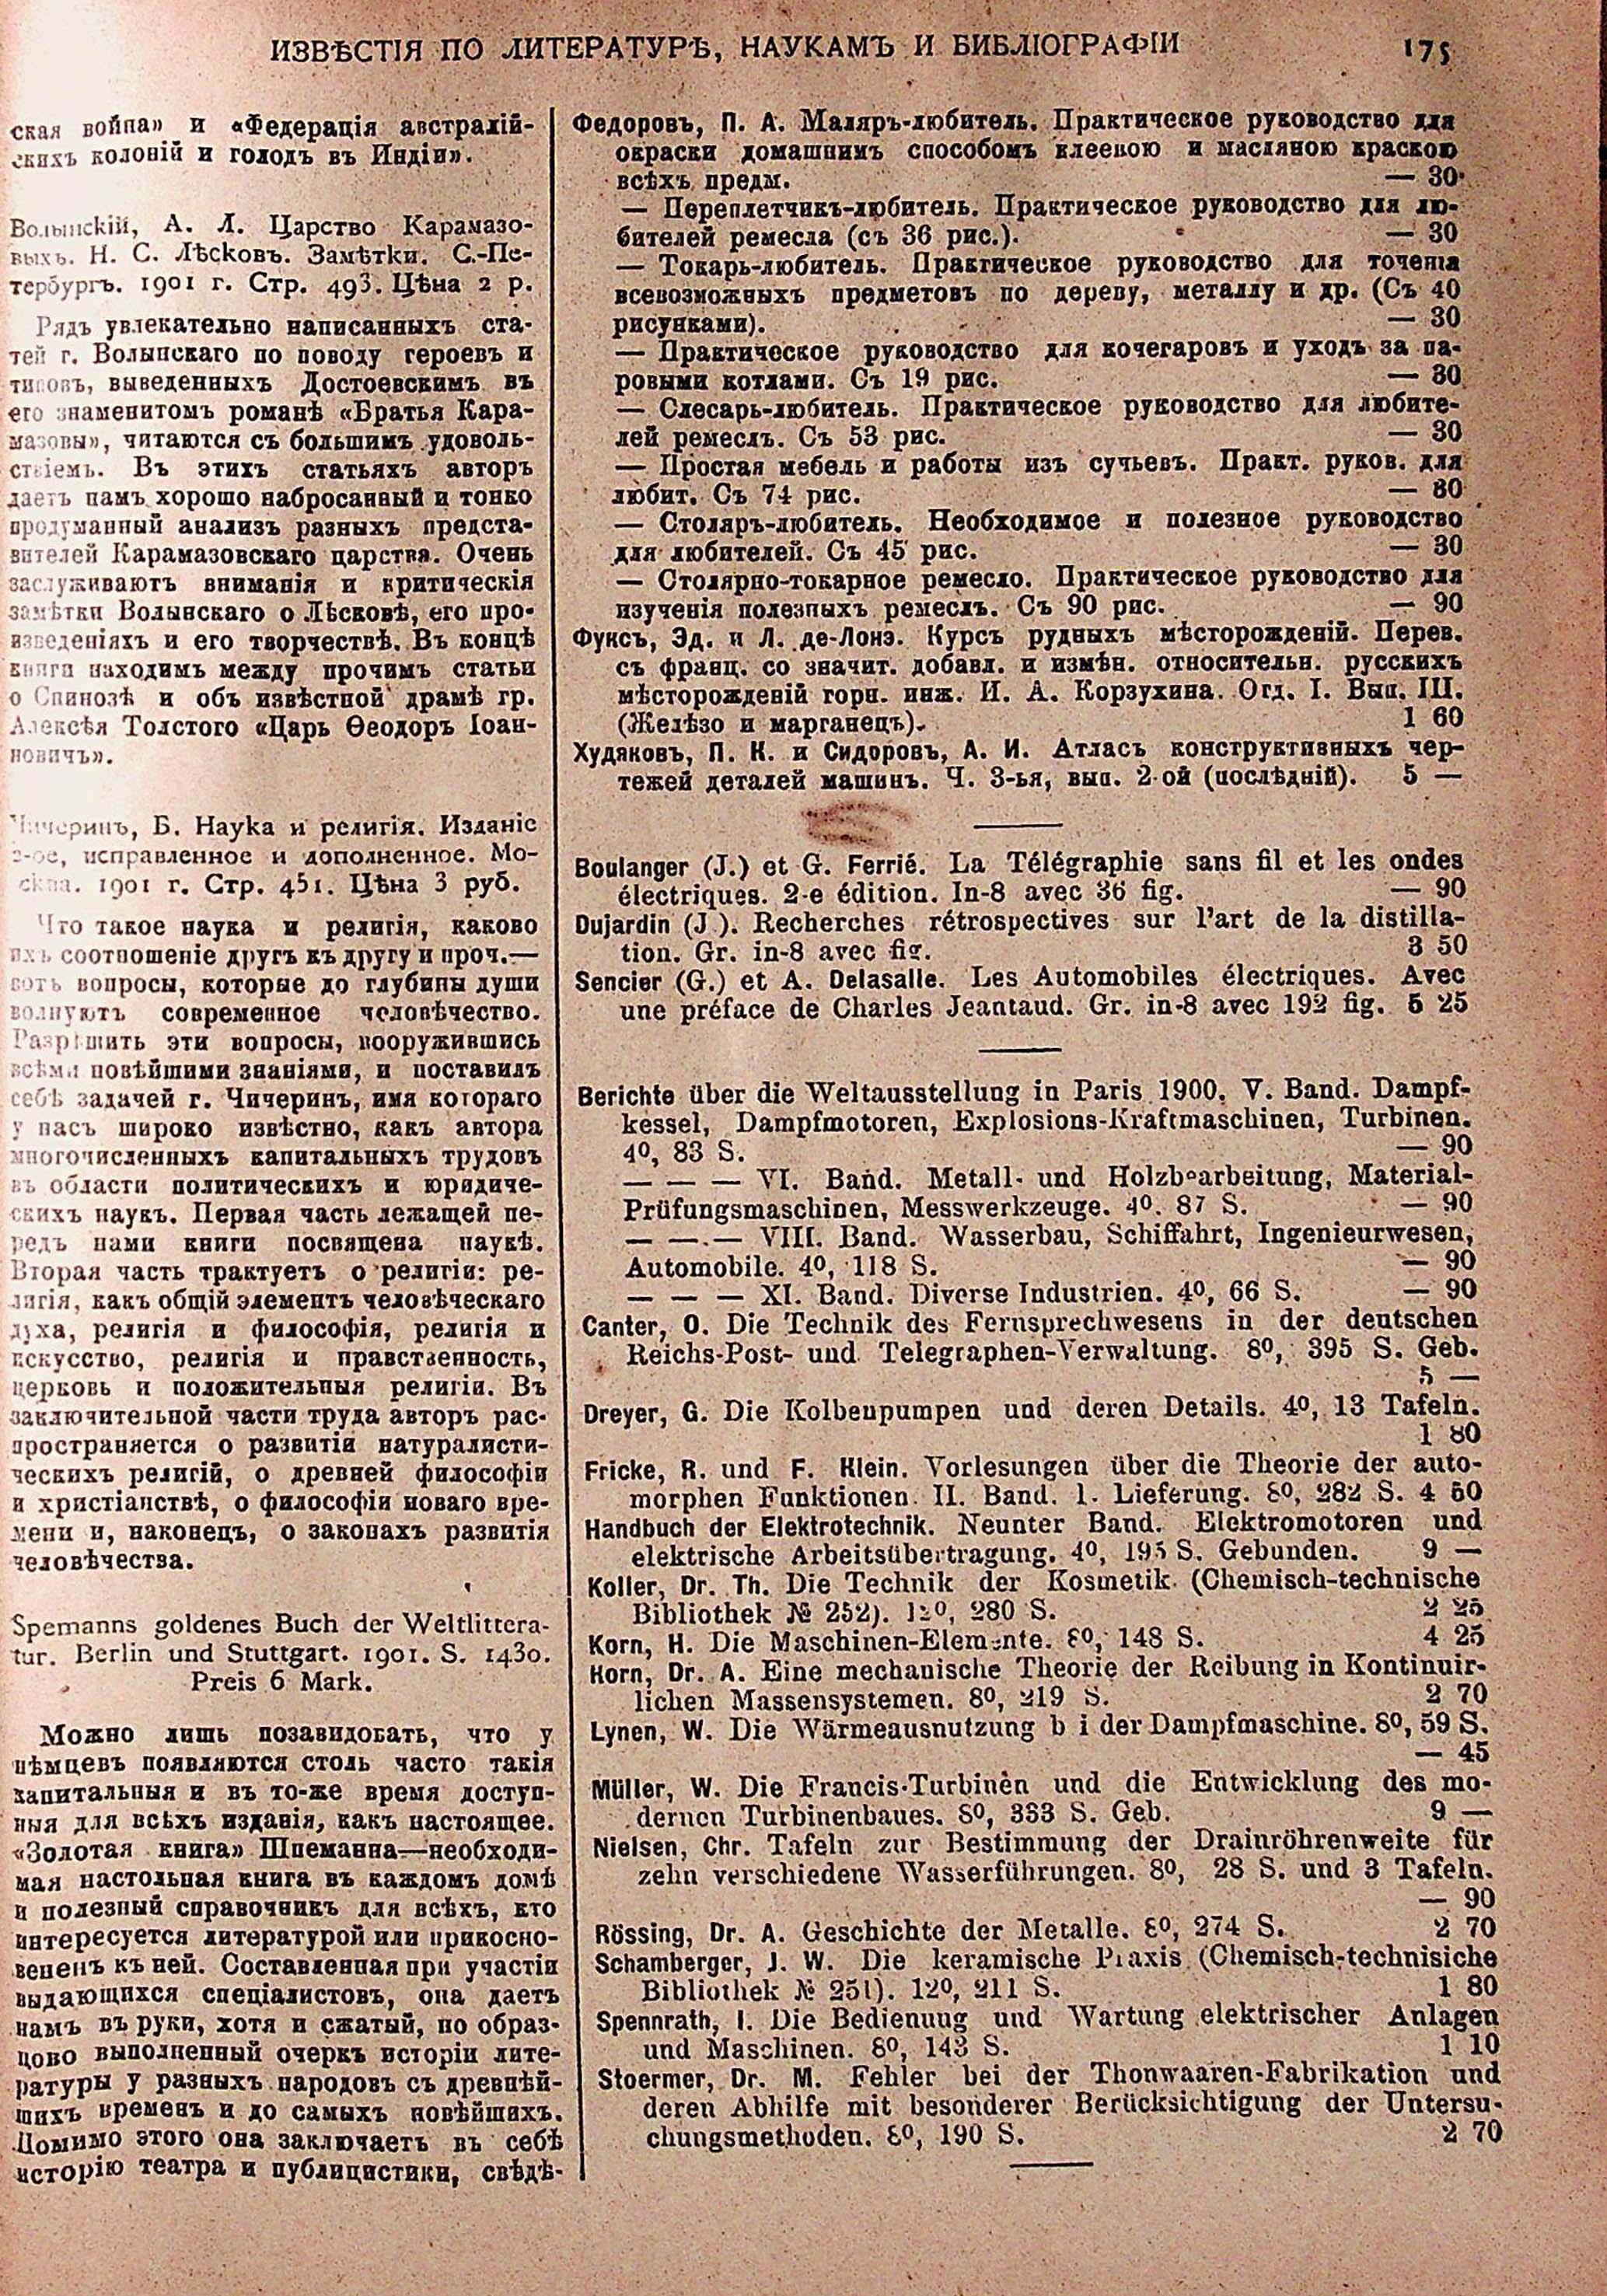 ИЗВѢСТІЯ ПО ЛИТЕРАТУРѢ, НАУКАМЪ И БИБЛІОГРАФІИ 175
ская война» и «Федерація австралій-
скихъ колоній и голодъ въ Индіи».
Волынскій, А. Л. Царство Карамазо-
выхъ. Н. С. Лѣсковъ. Замѣтки. С.-Пе-
тербургъ. 1901 г. Стр. 493. Цѣна 2 р.
Рядъ увлекательно написанныхъ ста-
тей г. Волынскаго по поводу героевъ и
типовъ, выведенныхъ Достоевскимъ въ
его знаменитомъ романѣ «Братья Кара-
мазовы», читаются съ большимъ удоволь-
ствіемъ. Въ этихъ статьяхъ авторъ
даетъ намъ хорошо набросанный и тонко
продуманный анализъ разныхъ предста-
вителей Карамазовскаго царства. Очень
заслуживаютъ вниманія и критическія
замѣтки Волынскаго о Лѣсковѣ, его про-
изведеніяхъ и его творчествѣ. Въ концѣ
книги находимъ между прочимъ статьи
о Спинозѣ и объ извѣстной драмѣ гр.
Алексѣя Толстого «Царь Ѳеодоръ Іоан-
новичъ».
Чичеринъ, Б. Наука и религія. Изданіе
2-ое, исправленное и дополненное. Мо-
сква. 1901 г. Стр. 451. Цѣна 3 руб.
Что такое наука и религія, каково
ихъ соотношеніе другъ къ другу и проч.—
вотъ вопросы, которые до глубины души
волнуютъ современное человѣчество.
Разрѣшить эти вопросы, вооружившись
всѣми новѣйшими знаніями, и поставилъ
себѣ задачей г. Чичеринъ, имя котораго
у насъ широко извѣстно, какъ автора
многочисленныхъ капитальныхъ трудовъ
въ области политическихъ и юридиче-
скихъ наукъ. Первая часть лежащей пе-
редъ нами книги посвящена наукѣ.
Вторая часть трактуетъ о религіи: ре-
лигія, какъ общій элементъ человѣческаго
духа, религія и философія, религія и
искусство, религія и нравственность,
церковь и положительныя религіи. Въ
заключительной части труда авторъ рас-
пространяется о развитіи натуралисти-
ческихъ религій, о древней философіи
и христіанствѣ, о философіи новаго вре-
мени и, наконецъ, о законахъ развитія
человѣчества.
Spemanns goldenes Buch der Weltlittera-
tur. Berlin und Stuttgart. 1901. S. 1430.
Preis 6 Mark.
Можно лишь позавидовать, что у
нѣмцевъ появляются столь часто такія
капитальныя и въ то-же время доступ-
ныя для всѣхъ изданія, какъ настоящее.
«Золотая книга» Шпеманна—необходи-
мая настольная книга въ каждомъ домѣ
и полезный справочникъ для всѣхъ, кто
интересуется литературой или прикосно-
вененъ къ ней. Составленная при участіи
выдающихся спеціалистовъ, она даетъ
намъ въ руки, хотя и сжатый, но образ-
цово выполненный очеркъ исторіи лите-
ратуры у разныхъ народовъ съ древнѣй-
шихъ временъ и до самыхъ новѣйшихъ.
Помимо этого она заключаетъ въ себѣ
исторію театра и публицистики, свѣдѣ-
Федоровъ, П. А. Маляръ-любитель. Практическое руководство для
окраски домашнимъ способомъ клеевою и масляною краскою
всѣхъ предм. — 30
— Переплетчикъ-любитель. Практическое руководство для лю-
бителей ремесла (съ 36 рис.). — 30
— Токарь-любитель. Практическое руководство для точенія
всевозможныхъ предметовъ по дереву, металлу и др. (Съ 40
рисунками). — 30
— Практическое руководство для кочегаровъ и уходъ за па-
ровыми котлами. Съ 19 рис. — 30
— Слесарь-любитель. Практическое руководство для любите-
лей ремеслъ. Съ 53 рис. — 30
— Простая мебель и работы изъ сучьевъ. Практ. руков. для
любит. Съ 74 рис. — 80
— Столяръ-любитель. Необходимое и полезное руководство
для любителей. Съ 45 рис. — 30
— Столярно-токарное ремесло. Практическое руководство для
изученія полезныхъ ремеслъ. Съ 90 рис. — 90
Фуксъ, Эд. и Л. де-Лонэ. Курсъ рудныхъ мѣсторожденій. Перев.
съ франц. со значит. добавл. и измѣн. относительн. русскихъ
мѣсторожденій горн. инж. И. А. Корзухина. Отд. I. Вып. III.
(Желѣзо и марганецъ). 1 60
Худяковъ, П. К. и Сидоровъ, А. И. Атласъ конструктивныхъ чер-
тежей деталей машинъ. Ч. 3-ья, вып. 2-ой (послѣдній). 5 —
Boulanger (J.) et G. Ferrié. La Télégraphie sans fil et les ondes
électriques. 2-e édition. In-8 avec 36 fig. — 90
Dujardin (J.). Recherches rétrospectives sur l'art de la distilla-
tion. Gr. in-8 avec fig. 3 50
Sencier (G.) et A. Delasalle. Les Automobiles électriques. Avec
une préface de Charles Jeantaud. Gr. in-8 avec 192 fig. 5 25
Berichte über die Weltausstellung in Paris 1900. V. Band. Dampf-
kessel, Dampfmotoren, Explosions-Kraftmaschinen, Turbinen.
4⁰, 83 S. — 90
— — — VI. Band. Metall- und Holzbearbeitung, Material-
Prüfungsmaschinen, Messwerkzeuge. 4⁰. 87 S. — 90
— — — VIII. Band. Wasserbau, Schiffahrt, Ingenieurwesen,
Automobile. 4⁰, 118 S. — 90
— — — XI. Band. Diverse Industrien. 4⁰, 66 S. — 90
Canter, O. Die Technik des Fernsprechwesens in der deutschen
Reichs-Post- und Telegraphen-Verwaltung. 8⁰, 395 S. Geb.
5 —
Dreyer, G. Die Kolbenpumpen und deren Details. 4⁰, 13 Tafeln.
1 80
Fricke, R. und F. Klein. Vorlesungen über die Theorie der auto-
morphen Funktionen. II. Band. 1. Lieferung. 8⁰, 282 S. 4 50
Handbuch der Elektrotechnik. Neunter Band. Elektromotoren und
elektrische Arbeitsübertragung. 4⁰, 195 S. Gebunden. 9 —
Koller, Dr. Th. Die Technik der Kosmetik. (Chemisch-technische
Bibliothek № 252). 12⁰, 280 S. 2 25
Korn, H. Die Maschinen-Elemente. 8⁰, 148 S. 4 25
Korn, Dr. A. Eine mechanische Theorie der Reibung in Kontinuir-
lichen Massensystemen. 8⁰, 219 S. 2 70
Lynen, W. Die Wärmeausnutzung b i der Dampfmaschine. 8⁰, 59 S.
— 45
Müller, W. Die Francis-Turbinen und die Entwicklung des mo-
dernen Turbinenbaues. 8⁰, 333 S. Geb. 9 —
Nielsen, Chr. Tafeln zur Bestimmung der Drainröhrenweite für
zehn verschiedene Wasserführungen. 8⁰, 28 S. und 3 Tafeln.
— 90
Rössing, Dr. A. Geschichte der Metalle. 8⁰, 274 S. 2 70
Schamberger, J. W. Die keramische Praxis (Chemisch-technisiche
Bibliothek № 251). 12⁰, 211 S. 1 80
Spennrath, I. Die Bedienuug und Wartung elektrischer Anlagen
und Maschinen. 8⁰, 143 S. 1 10
Stoermer, Dr. M. Fehler bei der Thonwaaren-Fabrikation und
deren Abhilfe mit besonderer Berücksichtigung der Untersu-
chungsmethoden. 8⁰, 190 S. 2 70